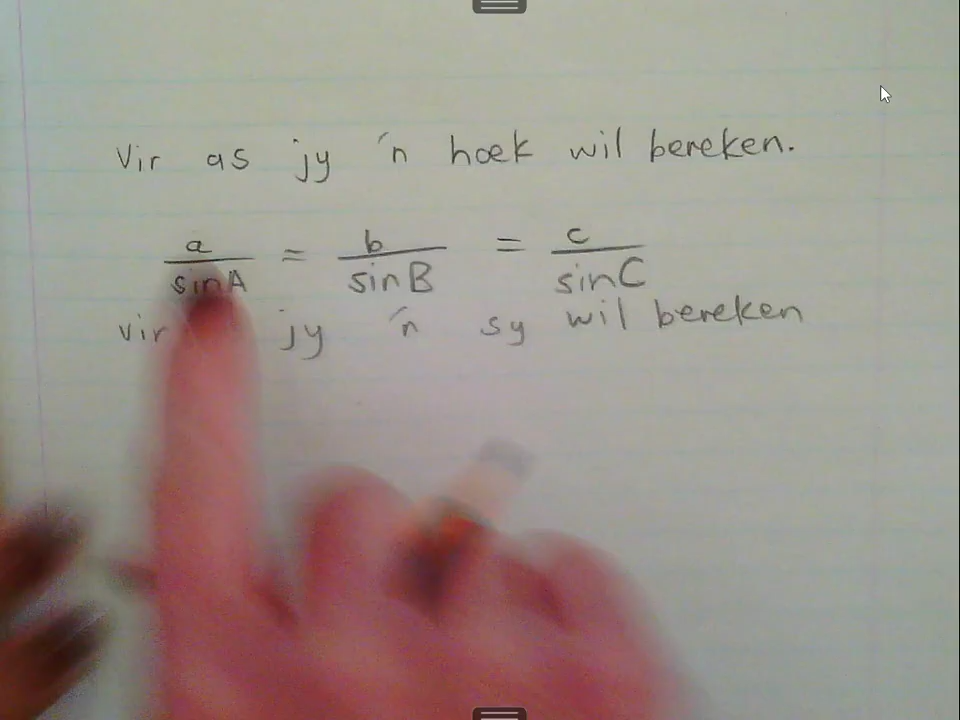 Vir as jy 'n hoek wil bereken.
a/sinA = b/sinB = c/sinC
vir jy 'n sy wil bereken